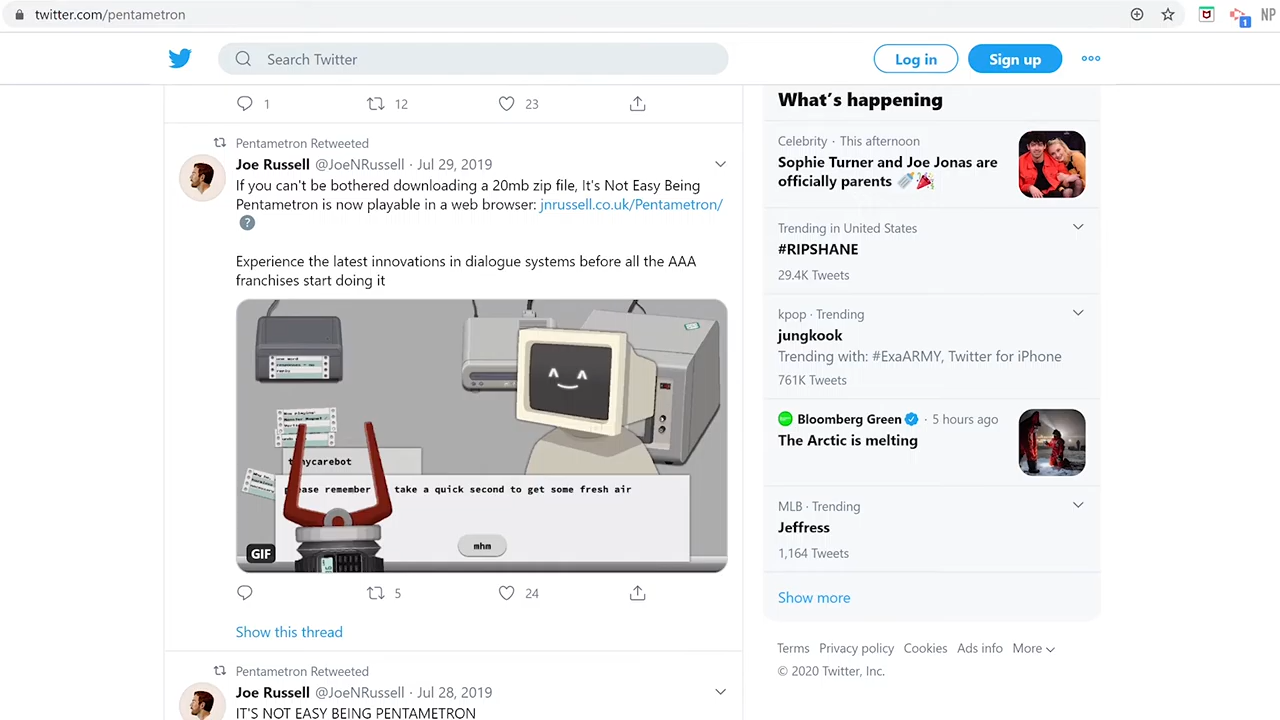 twitter.com/pentametron
NP
1
Search Twitter
Log in
Sign up
1 12 23
Pentametron Retweeted
Joe Russell @JoeNRussell · Jul 29, 2019
If you can't be bothered downloading a 20mb zip file, It's Not Easy Being
Pentametron is now playable in a web browser: jnrussell.co.uk/Pentametron/
?
Experience the latest innovations in dialogue systems before all the AAA
franchises start doing it
remember
take a quick second to get some fresh air
mhm
GIF
5 24
Show this thread
Pentametron Retweeted
Joe Russell @JoeNRussell · Jul 28, 2019
IT'S NOT EASY BEING PENTAMETRON
What's happening
Celebrity · This afternoon
Sophie Turner and Joe Jonas are
officially parents 🍼🎉
Trending in United States
#RIPSHANE
29.4K Tweets
kpop · Trending
jungkook
Trending with: #ExaARMY, Twitter for iPhone
761K Tweets
Bloomberg Green · 5 hours ago
The Arctic is melting
MLB · Trending
Jeffress
1,164 Tweets
Show more
Terms Privacy policy Cookies Ads info More
© 2020 Twitter, Inc.